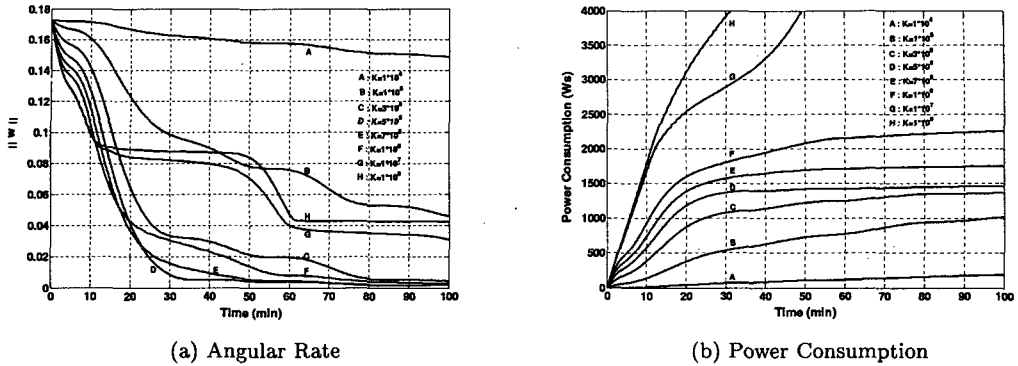 0.18
0.16
0.14
0.12
0.1
0.08
0.06
0.04
0.02
0
|| w ||
0 10 20 30 40 50 60 70 80 90 100
Time (min)
A
B
H
G
C
D
E
F
A :
B :
C :
D :
E :
F :
G : K=1*10⁷
H :
(a) Angular Rate
4000
3500
3000
2500
2000
1500
1000
500
0
Power Consumption (Ws)
0 10 20 30 40 50 60 70 80 90 100
Time (min)
H
G
F
E
D
C
B
A
A :
B :
C :
D :
E :
F :
G :
H :
(b) Power Consumption